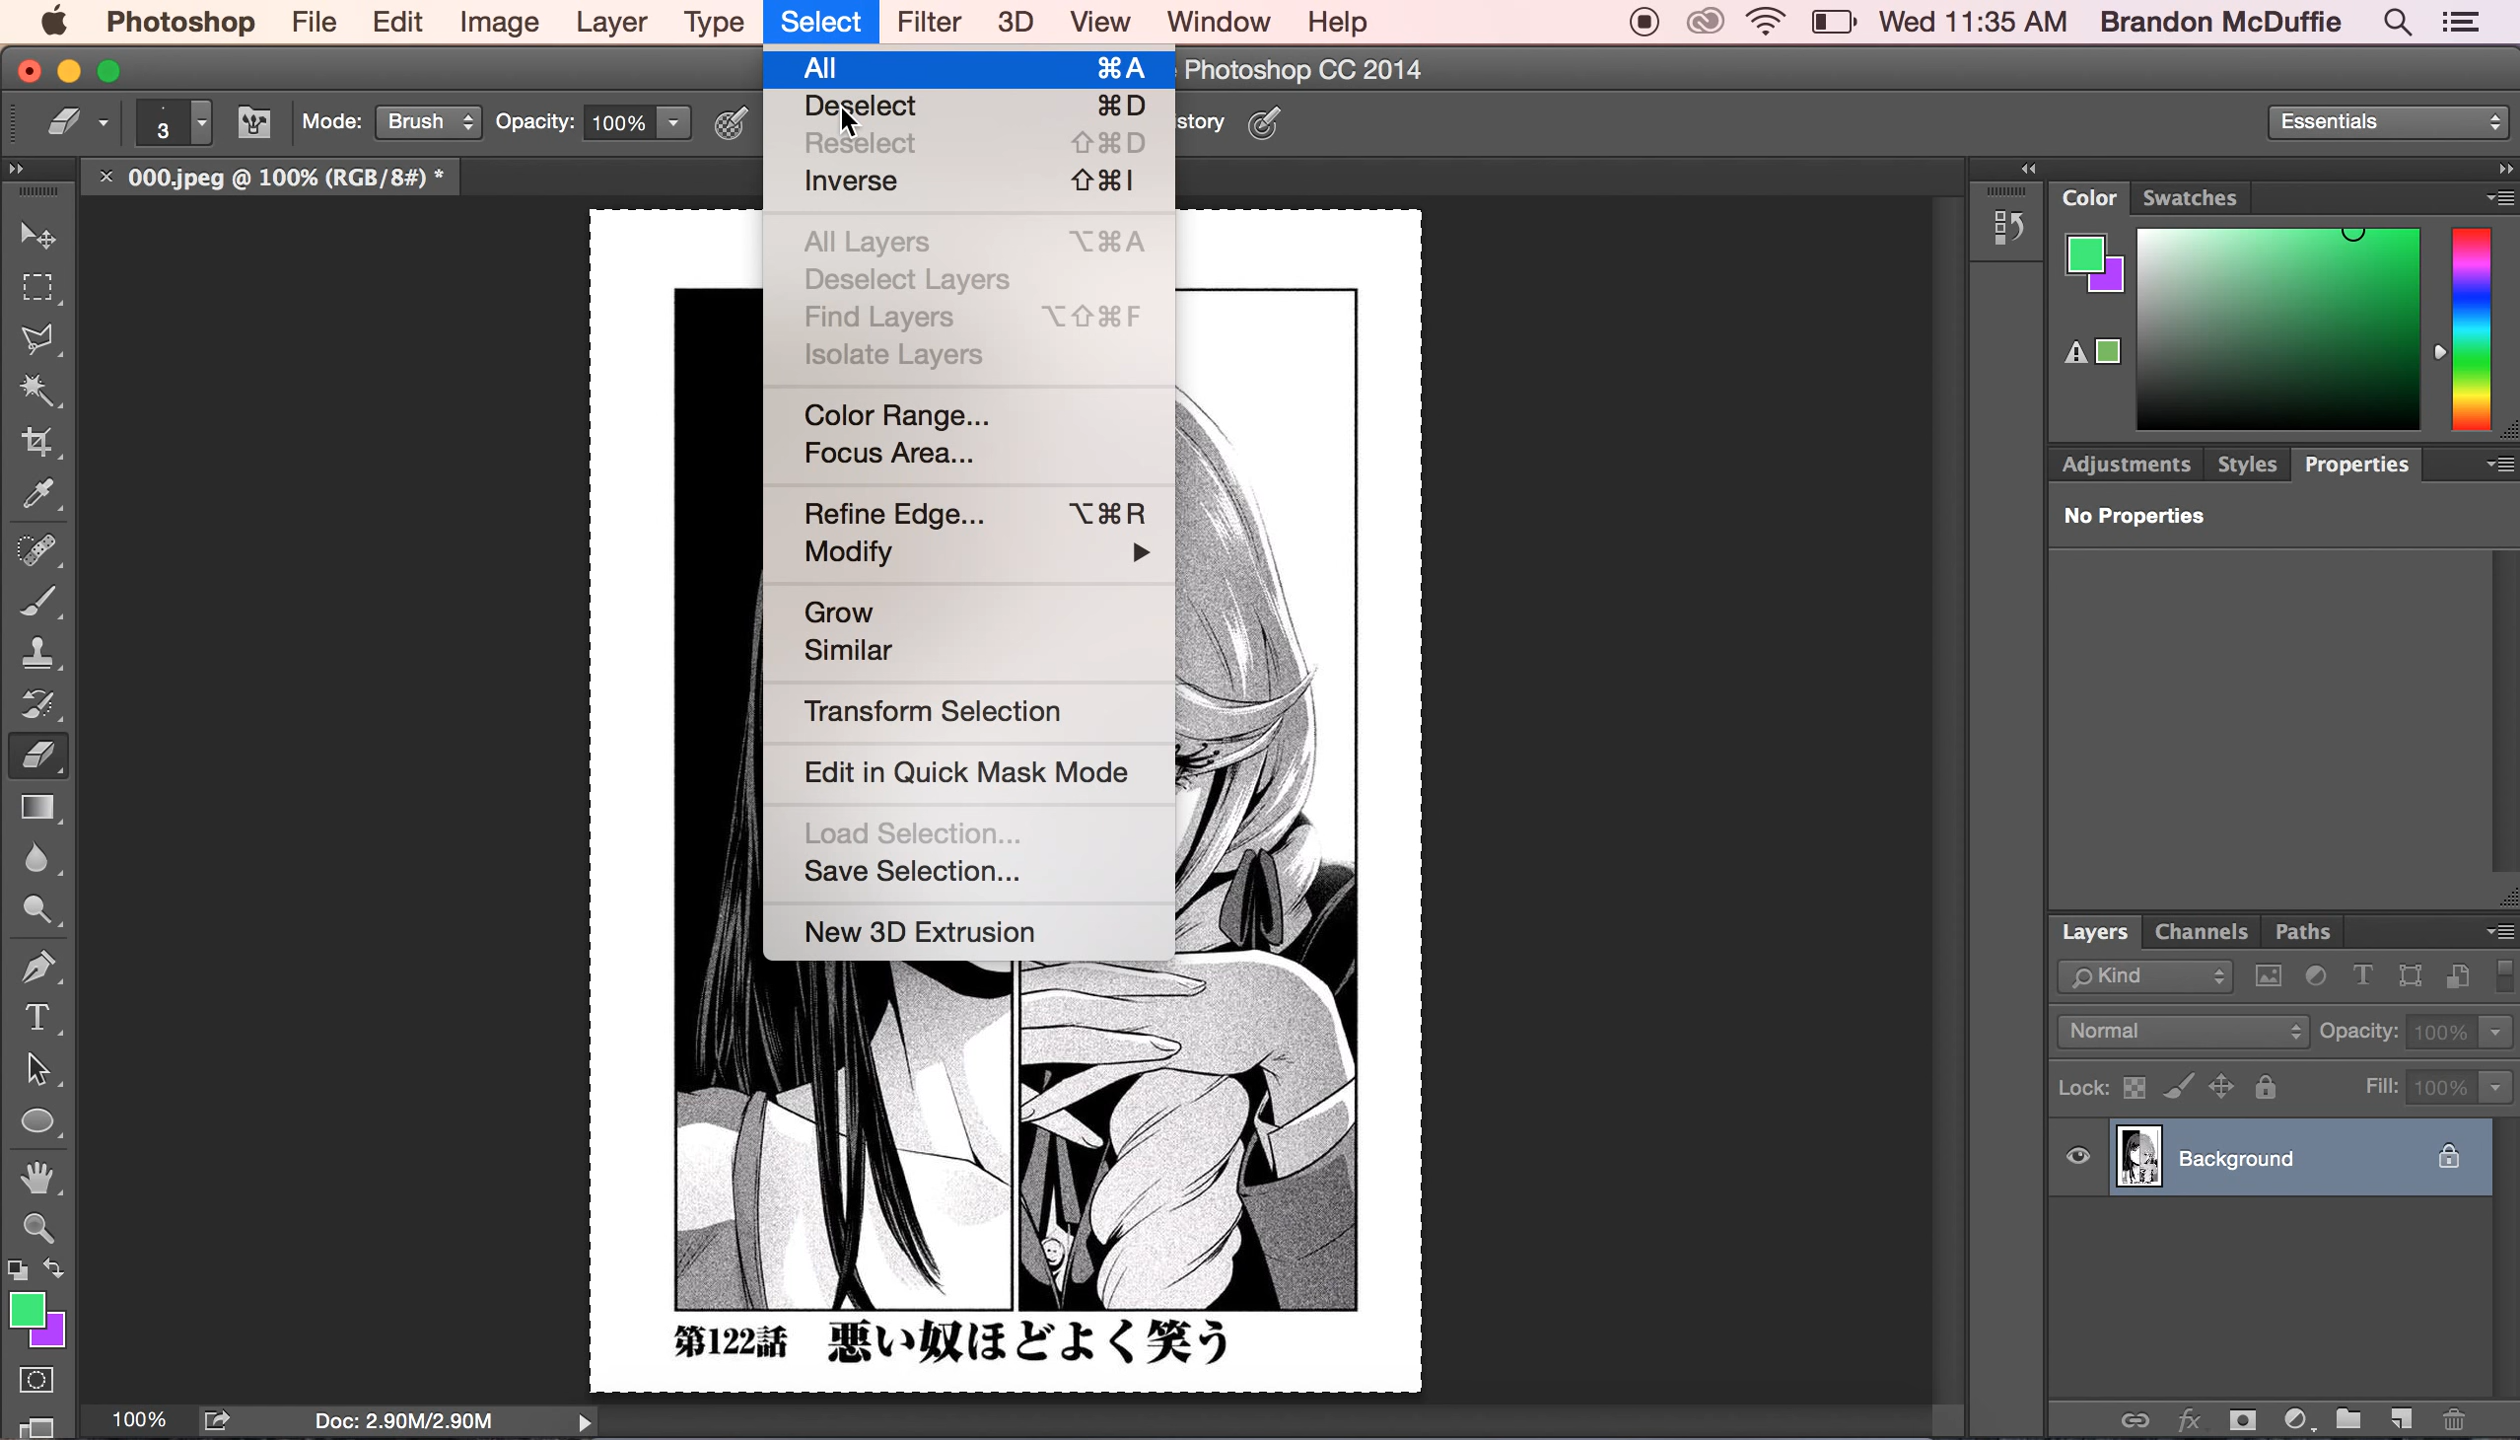 Photoshop File Edit Image Layer Type Select Filter 3D View Window Help Wed 11:35 AM Brandon McDuffie
Photoshop CC 2014
3 Mode: Brush Opacity: 100% story Essentials
× 000.jpeg @ 100% (RGB/8#) *
All ⌘A
Deselect ⌘D
Reselect ⇧⌘D
Inverse ⇧⌘I
All Layers ⌥⌘A
Deselect Layers
Find Layers ⌥⇧⌘F
Isolate Layers
Color Range...
Focus Area...
Refine Edge... ⌥⌘R
Modify ▶
Grow
Similar
Transform Selection
Edit in Quick Mask Mode
Load Selection...
Save Selection...
New 3D Extrusion
第122話 悪い奴ほどよく笑う
100% Doc: 2.90M/2.90M
Color Swatches
Adjustments Styles Properties
No Properties
Layers Channels Paths
Kind
Normal Opacity: 100%
Lock: Fill: 100%
Background
fx